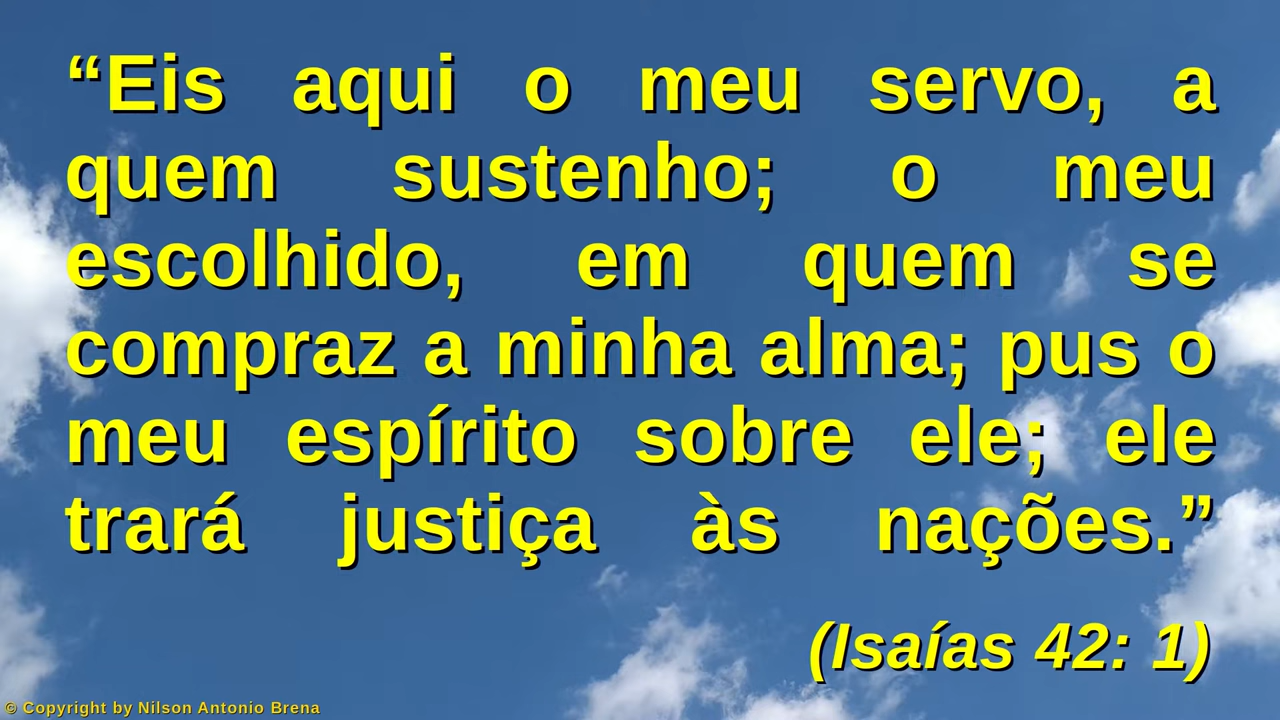 “Eis aqui o meu servo, a
quem sustenho; o meu
escolhido, em quem se
compraz a minha alma; pus o
meu espírito sobre ele; ele
trará justiça às nações.”
(Isaías 42: 1)
© Copyright by Nilson Antonio Brena